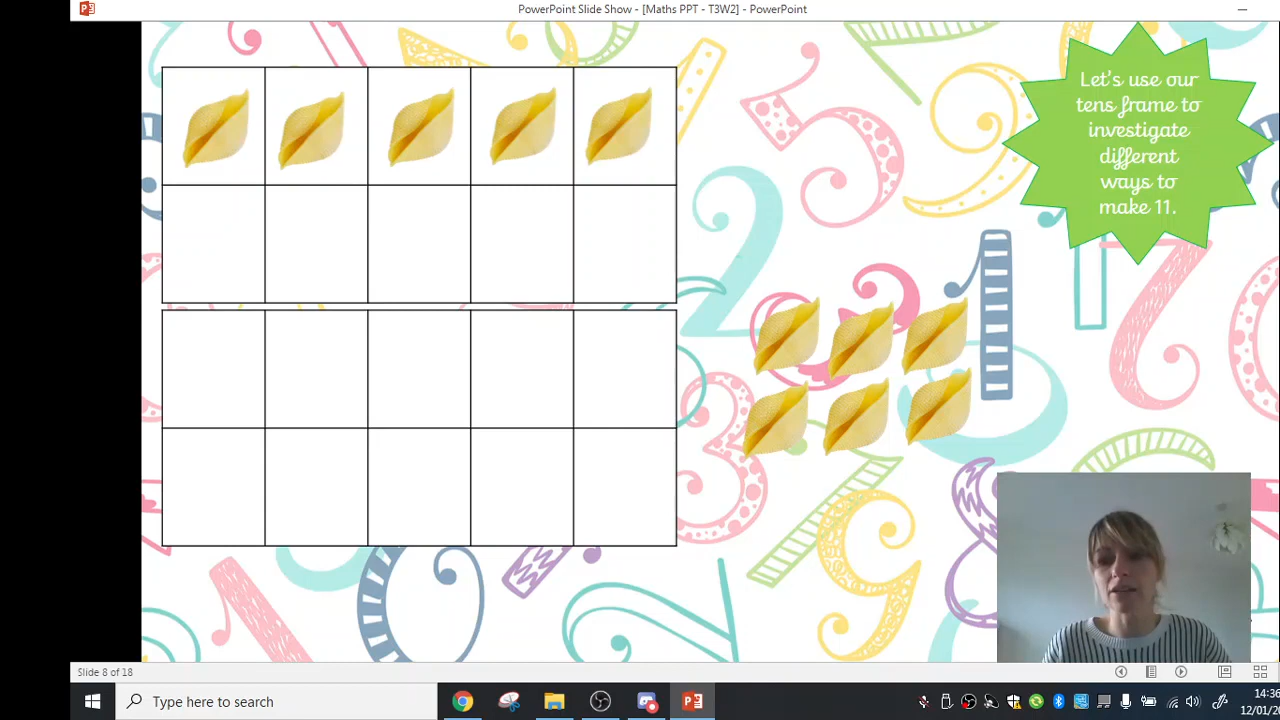 PowerPoint Slide Show - [Maths PPT - T3W2] - PowerPoint
Let's use our
tens frame to
investigate
different
ways to
make 11.
Slide 8 of 18
Type here to search
14:36
12/01/20